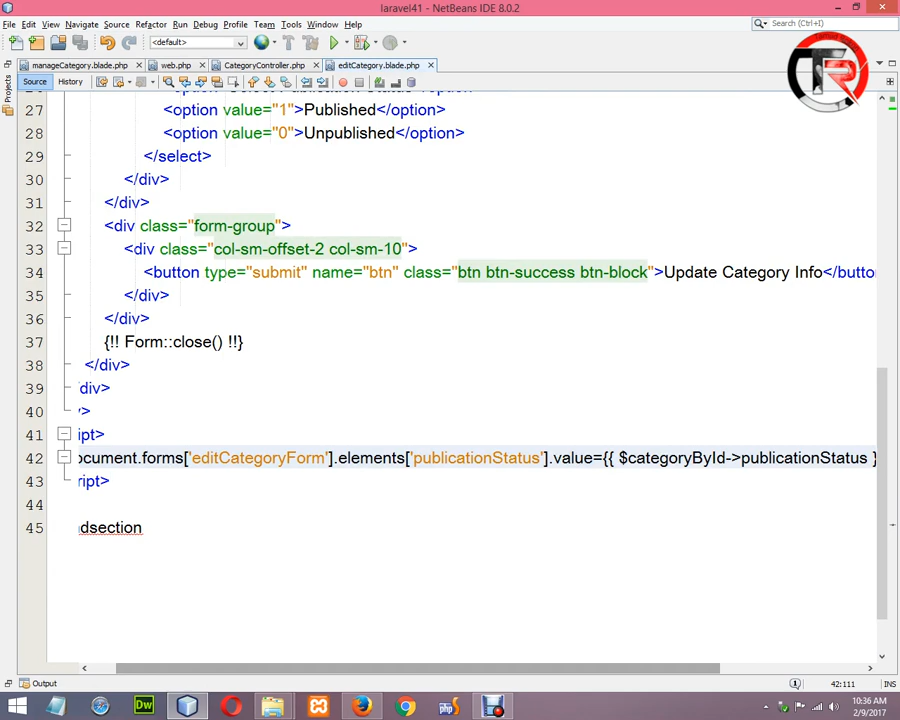 laravel41 - NetBeans IDE 8.0.2
File Edit View Navigate Source Refactor Run Debug Profile Team Tools Window Help
Search (Ctrl+I)
<default>
manageCategory.blade.php web.php CategoryController.php editCategory.blade.php
Source History
Projects
27 <option value="1">Published</option>
28 <option value="0">Unpublished</option>
29 </select>
30 </div>
31 </div>
32 <div class="form-group">
33 <div class="col-sm-offset-2 col-sm-10">
34 <button type="submit" name="btn" class="btn btn-success btn-block">Update Category Info</butto
35 </div>
36 </div>
37 {!! Form::close() !!}
38 </div>
39 div>
40 >
41 ipt>
42 ocument.forms['editCategoryForm'].elements['publicationStatus'].value={{ $categoryById->publicationStatus }
43 ript>
44
45 dsection
Output
42:111 INS
Dw
php
10:36 AM
2/9/2017